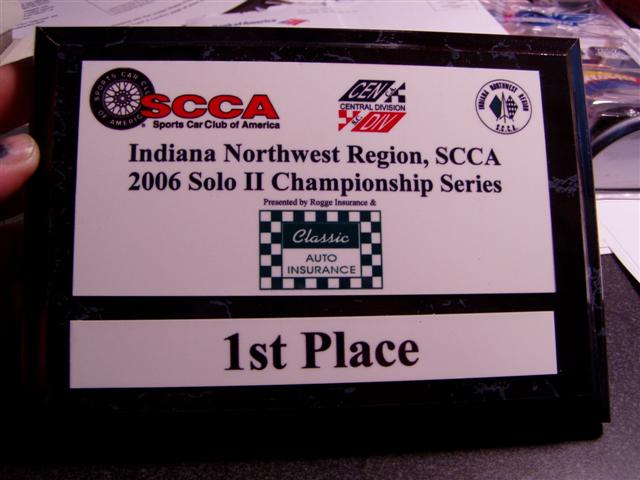 SPORTS CAR CLUB OF AMERICA
SCCA
Sports Car Club of America
CEN
CENTRAL DIVISION
S.C. DIV
INDIANA NORTHWEST REGION
S.C.C.A.
Indiana Northwest Region, SCCA
2006 Solo II Championship Series
Presented by Rogge Insurance &
Classic
AUTO
INSURANCE
1st Place